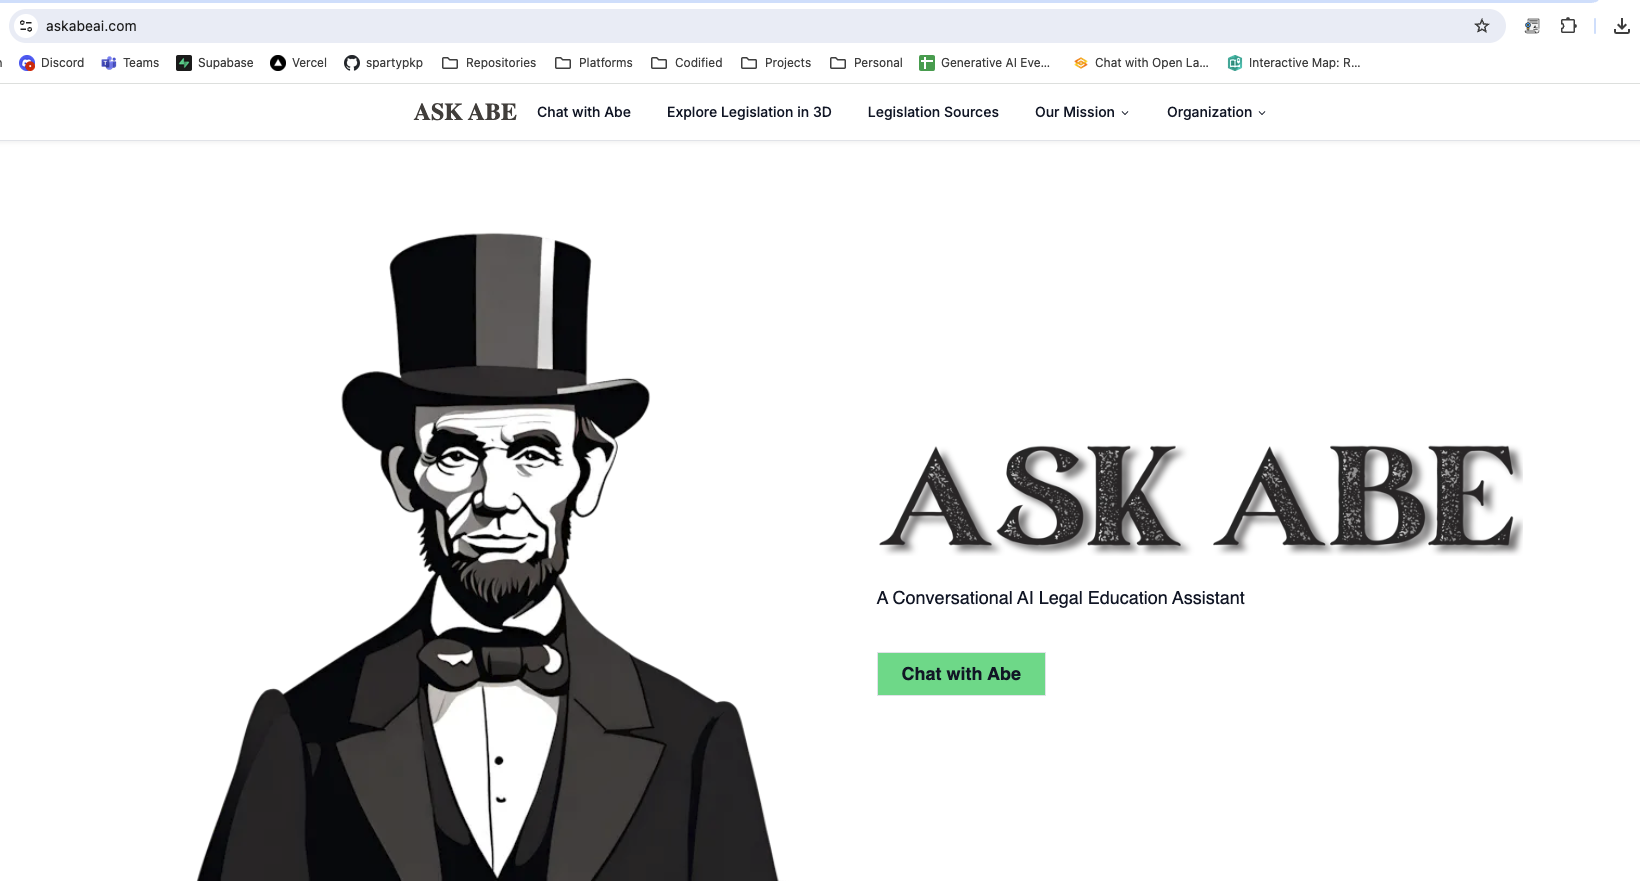 askabeai.com
Discord Teams Supabase Vercel spartypkp Repositories Platforms Codified Projects Personal Generative AI Eve... Chat with Open La... Interactive Map: R...
ASK ABE Chat with Abe Explore Legislation in 3D Legislation Sources Our Mission Organization
ASK ABE
A Conversational AI Legal Education Assistant
Chat with Abe